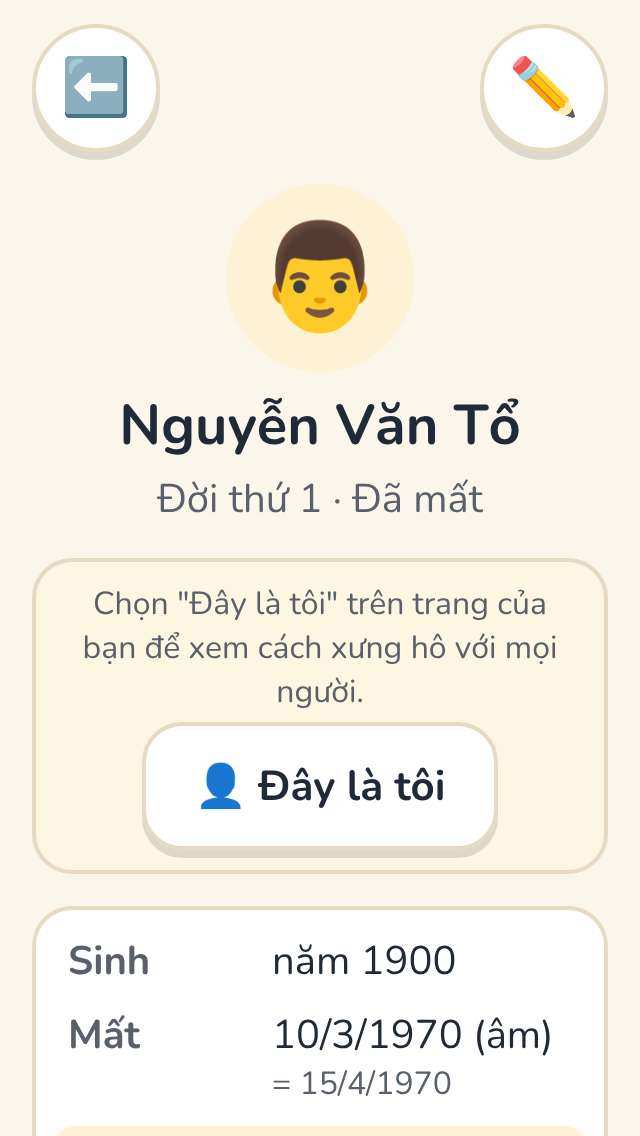 Nguyễn Văn Tổ
Đời thứ 1 · Đã mất
Chọn "Đây là tôi" trên trang của
bạn để xem cách xưng hô với mọi
người.
Đây là tôi
Sinh năm 1900
Mất 10/3/1970 (âm)
= 15/4/1970